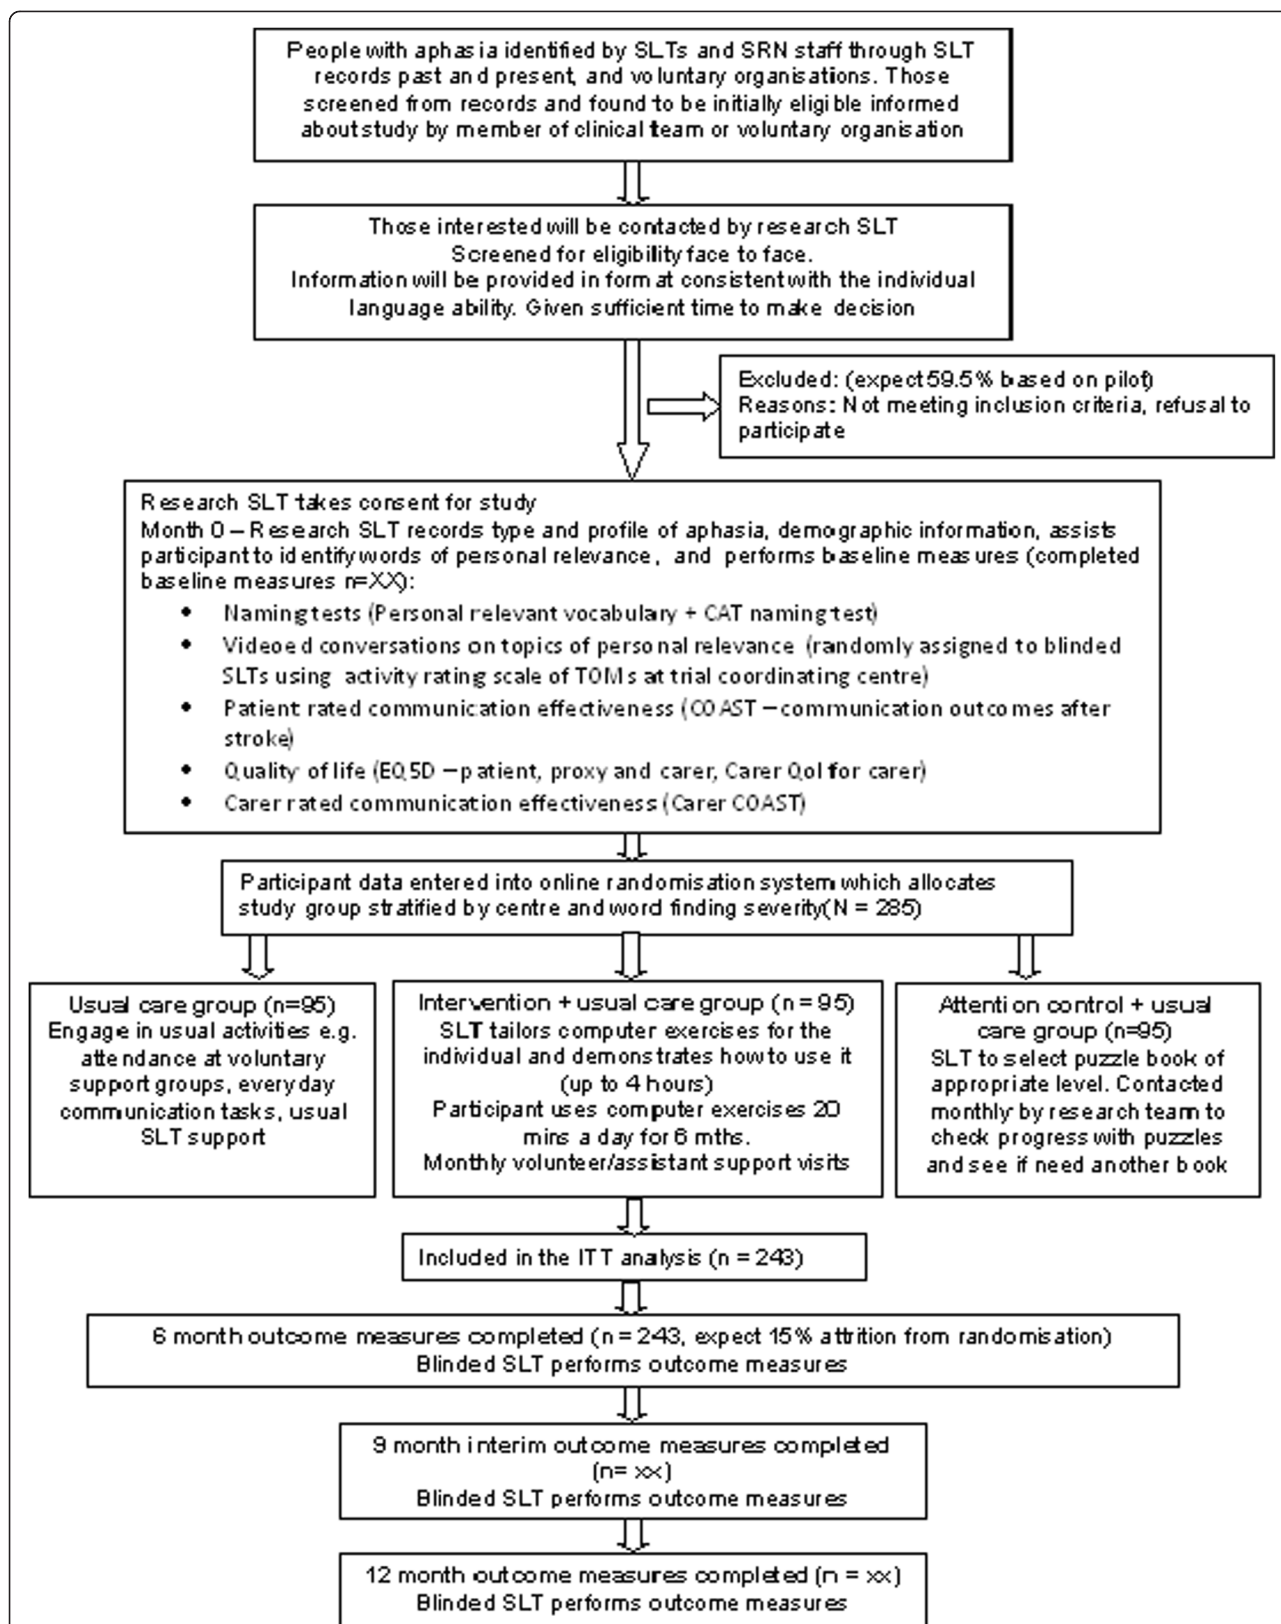 People with aphasia identified by SLTs and SRN staff through SLT
records past and present, and voluntary organisations. Those
screened from records and found to be initially eligible informed
about study by member of clinical team or voluntary organisation
Those interested will be contacted by research SLT
Screened for eligibility face to face.
Information will be provided in format consistent with the individual
language ability. Given sufficient time to make decision
Excluded: (expect 59.5% based on pilot)
Reasons: Not meeting inclusion criteria, refusal to
participate
Research SLT takes consent for study
Month 0 – Research SLT records type and profile of aphasia, demographic information, assists
participant to identify words of personal relevance, and performs baseline measures (completed
baseline measures n=XX):
• Naming tests (Personal relevant vocabulary + CAT naming test)
• Videoed conversations on topics of personal relevance (randomly assigned to blinded
SLTs using activity rating scale of TOMs at trial coordinating centre)
• Patient rated communication effectiveness (COAST – communication outcomes after
stroke)
• Quality of life (EQ5D – patient, proxy and carer, Carer Qol for carer)
• Carer rated communication effectiveness (Carer COAST)
Participant data entered into online randomisation system which allocates
study group stratified by centre and word finding severity(N = 285)
Usual care group (n=95)
Engage in usual activities e.g.
attendance at voluntary
support groups, everyday
communication tasks, usual
SLT support
Intervention + usual care group (n = 95)
SLT tailors computer exercises for the
individual and demonstrates how to use it
(up to 4 hours)
Participant uses computer exercises 20
mins a day for 6 mths.
Monthly volunteer/assistant support visits
Attention control + usual
care group (n=95)
SLT to select puzzle book of
appropriate level. Contacted
monthly by research team to
check progress with puzzles
and see if need another book
Included in the ITT analysis (n = 243)
6 month outcome measures completed (n = 243, expect 15% attrition from randomisation)
Blinded SLT performs outcome measures
9 month interim outcome measures completed
(n= xx)
Blinded SLT performs outcome measures
12 month outcome measures completed (n = xx)
Blinded SLT performs outcome measures